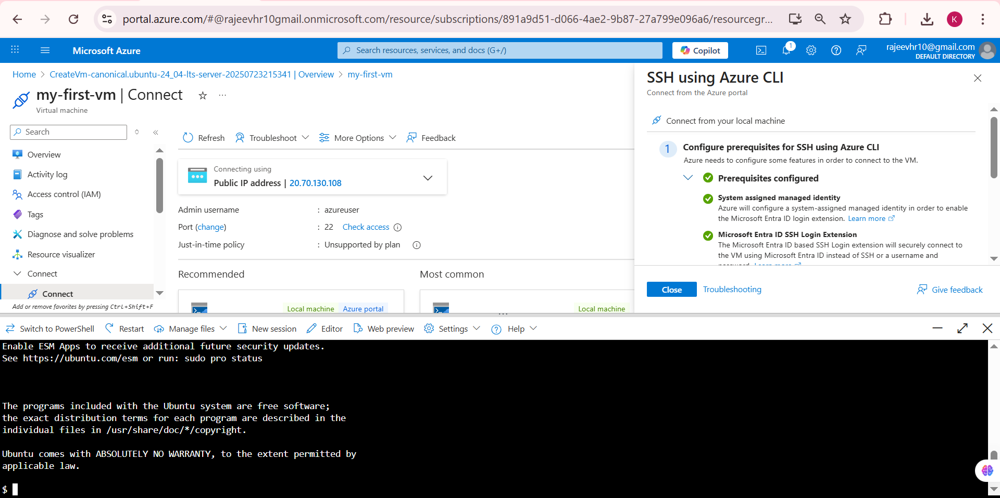 portal.azure.com/#@rajeevhr10gmail.onmicrosoft.com/resource/subscriptions/891a9d51-d066-4ae2-9b87-27a799e096a6/resourcegr...
K
Microsoft Azure
Search resources, services, and docs (G+/)
Copilot
1
rajeevhr10@gmail.com
DEFAULT DIRECTORY
Home > CreateVm-canonical.ubuntu-24_04-lts-server-20250723215341 | Overview > my-first-vm
my-first-vm | Connect
Virtual machine
Search
Overview
Activity log
Access control (IAM)
Tags
Diagnose and solve problems
Resource visualizer
Connect
Connect
Add or remove favorites by pressing Ctrl+Shift+F
Refresh
Troubleshoot
More Options
Feedback
Connecting using
Public IP address | 20.70.130.108
Admin username : azureuser
Port (change) : 22 Check access
Just-in-time policy : Unsupported by plan
Recommended
Local machine
Azure portal
Most common
Local machine
SSH using Azure CLI
Connect from the Azure portal
Connect from your local machine
1
Configure prerequisites for SSH using Azure CLI
Azure needs to configure some features in order to connect to the VM.
Prerequisites configured
System assigned managed identity
Azure will configure a system-assigned managed identity in order to enable
the Microsoft Entra ID login extension. Learn more
Microsoft Entra ID SSH Login Extension
The Microsoft Entra ID based SSH Login extension will securely connect to
the VM using Microsoft Entra ID instead of SSH or a username and
password. Learn more
Close
Troubleshooting
Give feedback
Switch to PowerShell
Restart
Manage files
New session
Editor
Web preview
Settings
Help
Enable ESM Apps to receive additional future security updates.
See https://ubuntu.com/esm or run: sudo pro status
The programs included with the Ubuntu system are free software;
the exact distribution terms for each program are described in the
individual files in /usr/share/doc/*/copyright.
Ubuntu comes with ABSOLUTELY NO WARRANTY, to the extent permitted by
applicable law.
$